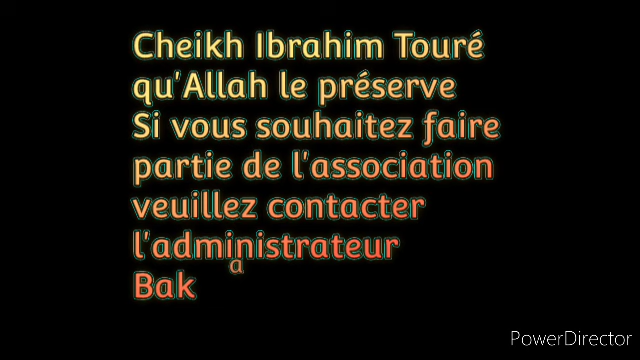 Cheikh Ibrahim Touré
qu'Allah le préserve
Si vous souhaitez faire
partie de l'association
veuillez contacter
l'administrateur
a
Bak
PowerDirector